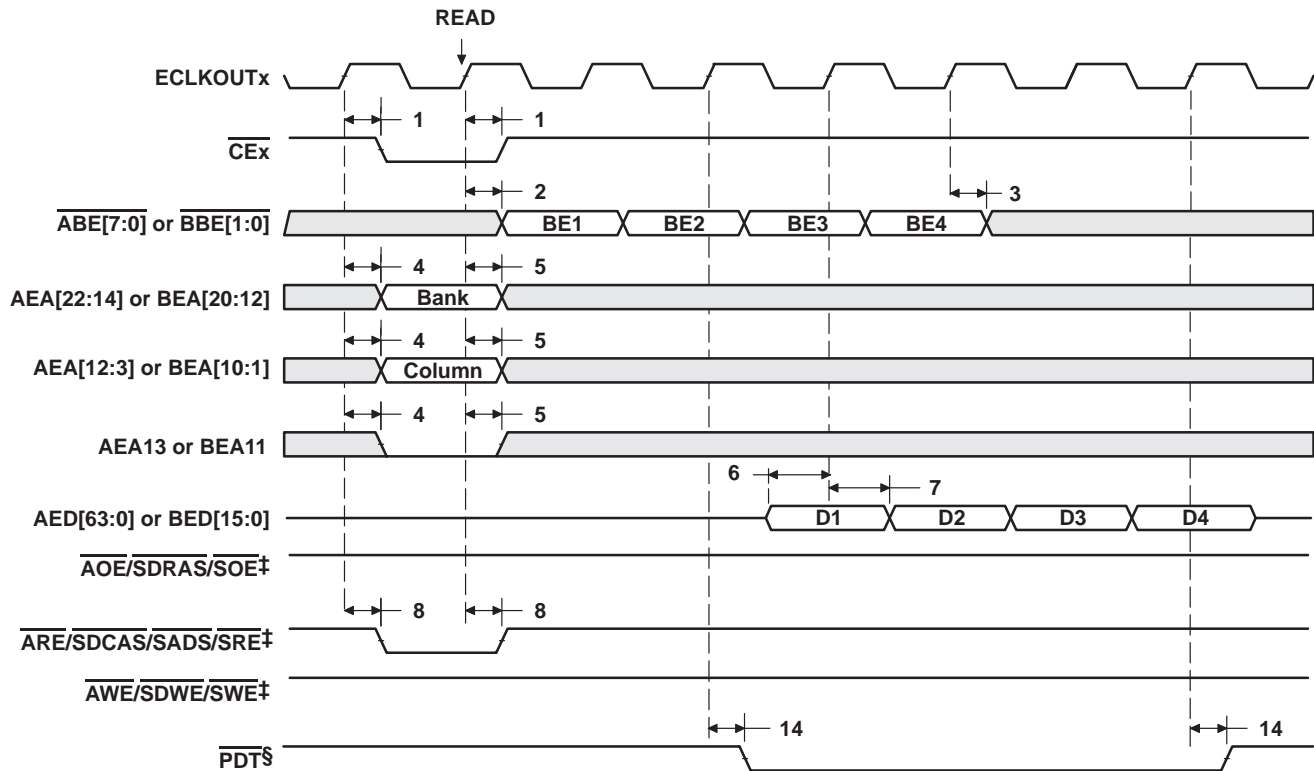 READ
ECLKOUTx
1 1
CEx
2
3
ABE[7:0] or BBE[1:0] BE1 BE2 BE3 BE4
4 5
AEA[22:14] or BEA[20:12] Bank
4 5
AEA[12:3] or BEA[10:1] Column
4 5
AEA13 or BEA11
6 7
AED[63:0] or BED[15:0] D1 D2 D3 D4
AOE/SDRAS/SOE‡
8 8
ARE/SDCAS/SADS/SRE‡
AWE/SDWE/SWE‡
14 14
PDT§